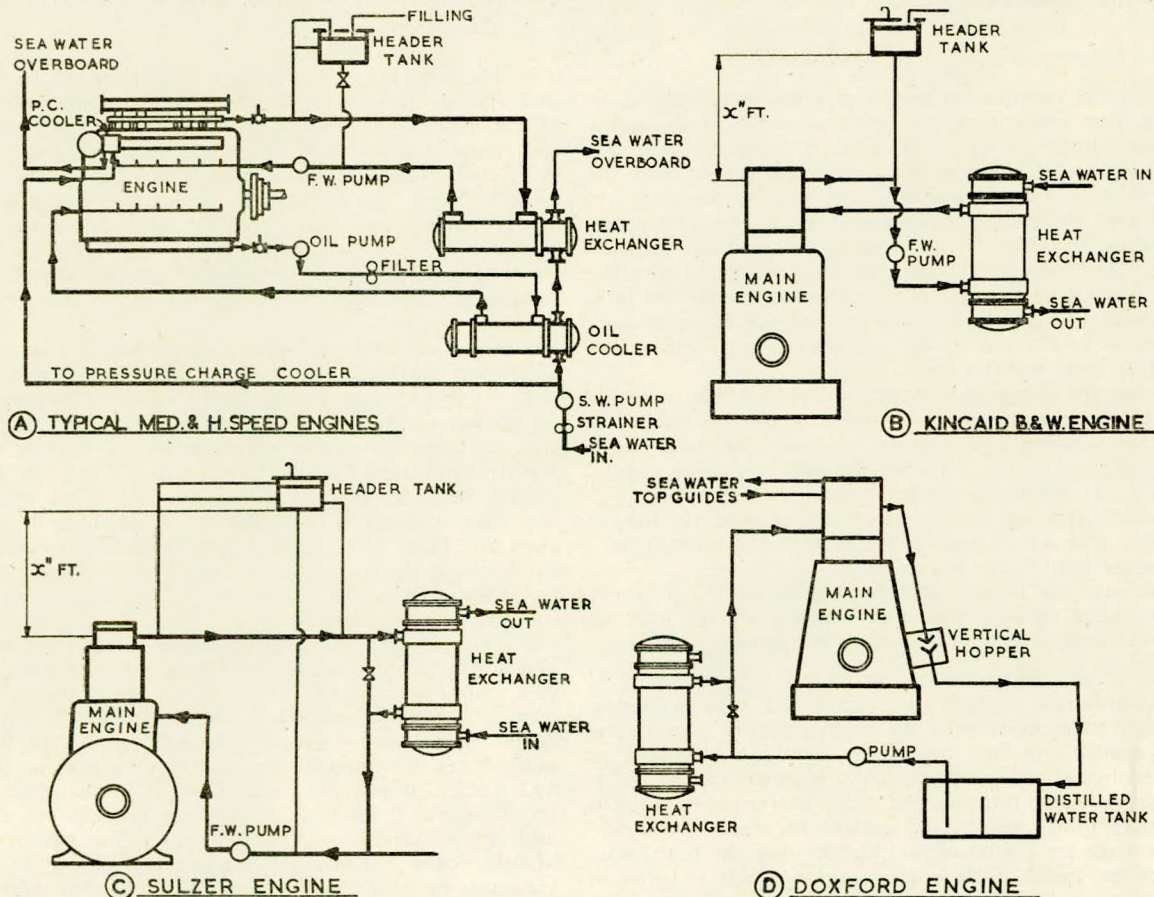 FILLING
HEADER
TANK
SEA WATER
OVERBOARD
P.C.
COOLER
ENGINE
F.W. PUMP
SEA WATER
OVERBOARD
HEAT
EXCHANGER
OIL PUMP
FILTER
OIL
COOLER
TO PRESSURE CHARGE COOLER
S.W. PUMP
STRAINER
SEA WATER
IN.
A TYPICAL MED. & H. SPEED ENGINES
HEADER
TANK
x" FT.
SEA WATER IN
F.W.
PUMP
HEAT
EXCHANGER
MAIN
ENGINE
SEA WATER
OUT
B KINCAID B.& W. ENGINE
HEADER TANK
x" FT.
SEA WATER
OUT
HEAT
EXCHANGER
MAIN
ENGINE
SEA WATER
IN
F.W. PUMP
C SULZER ENGINE
SEA WATER
TOP GUIDES
MAIN
ENGINE
VERTICAL
HOPPER
PUMP
HEAT
EXCHANGER
DISTILLED
WATER TANK
D DOXFORD ENGINE